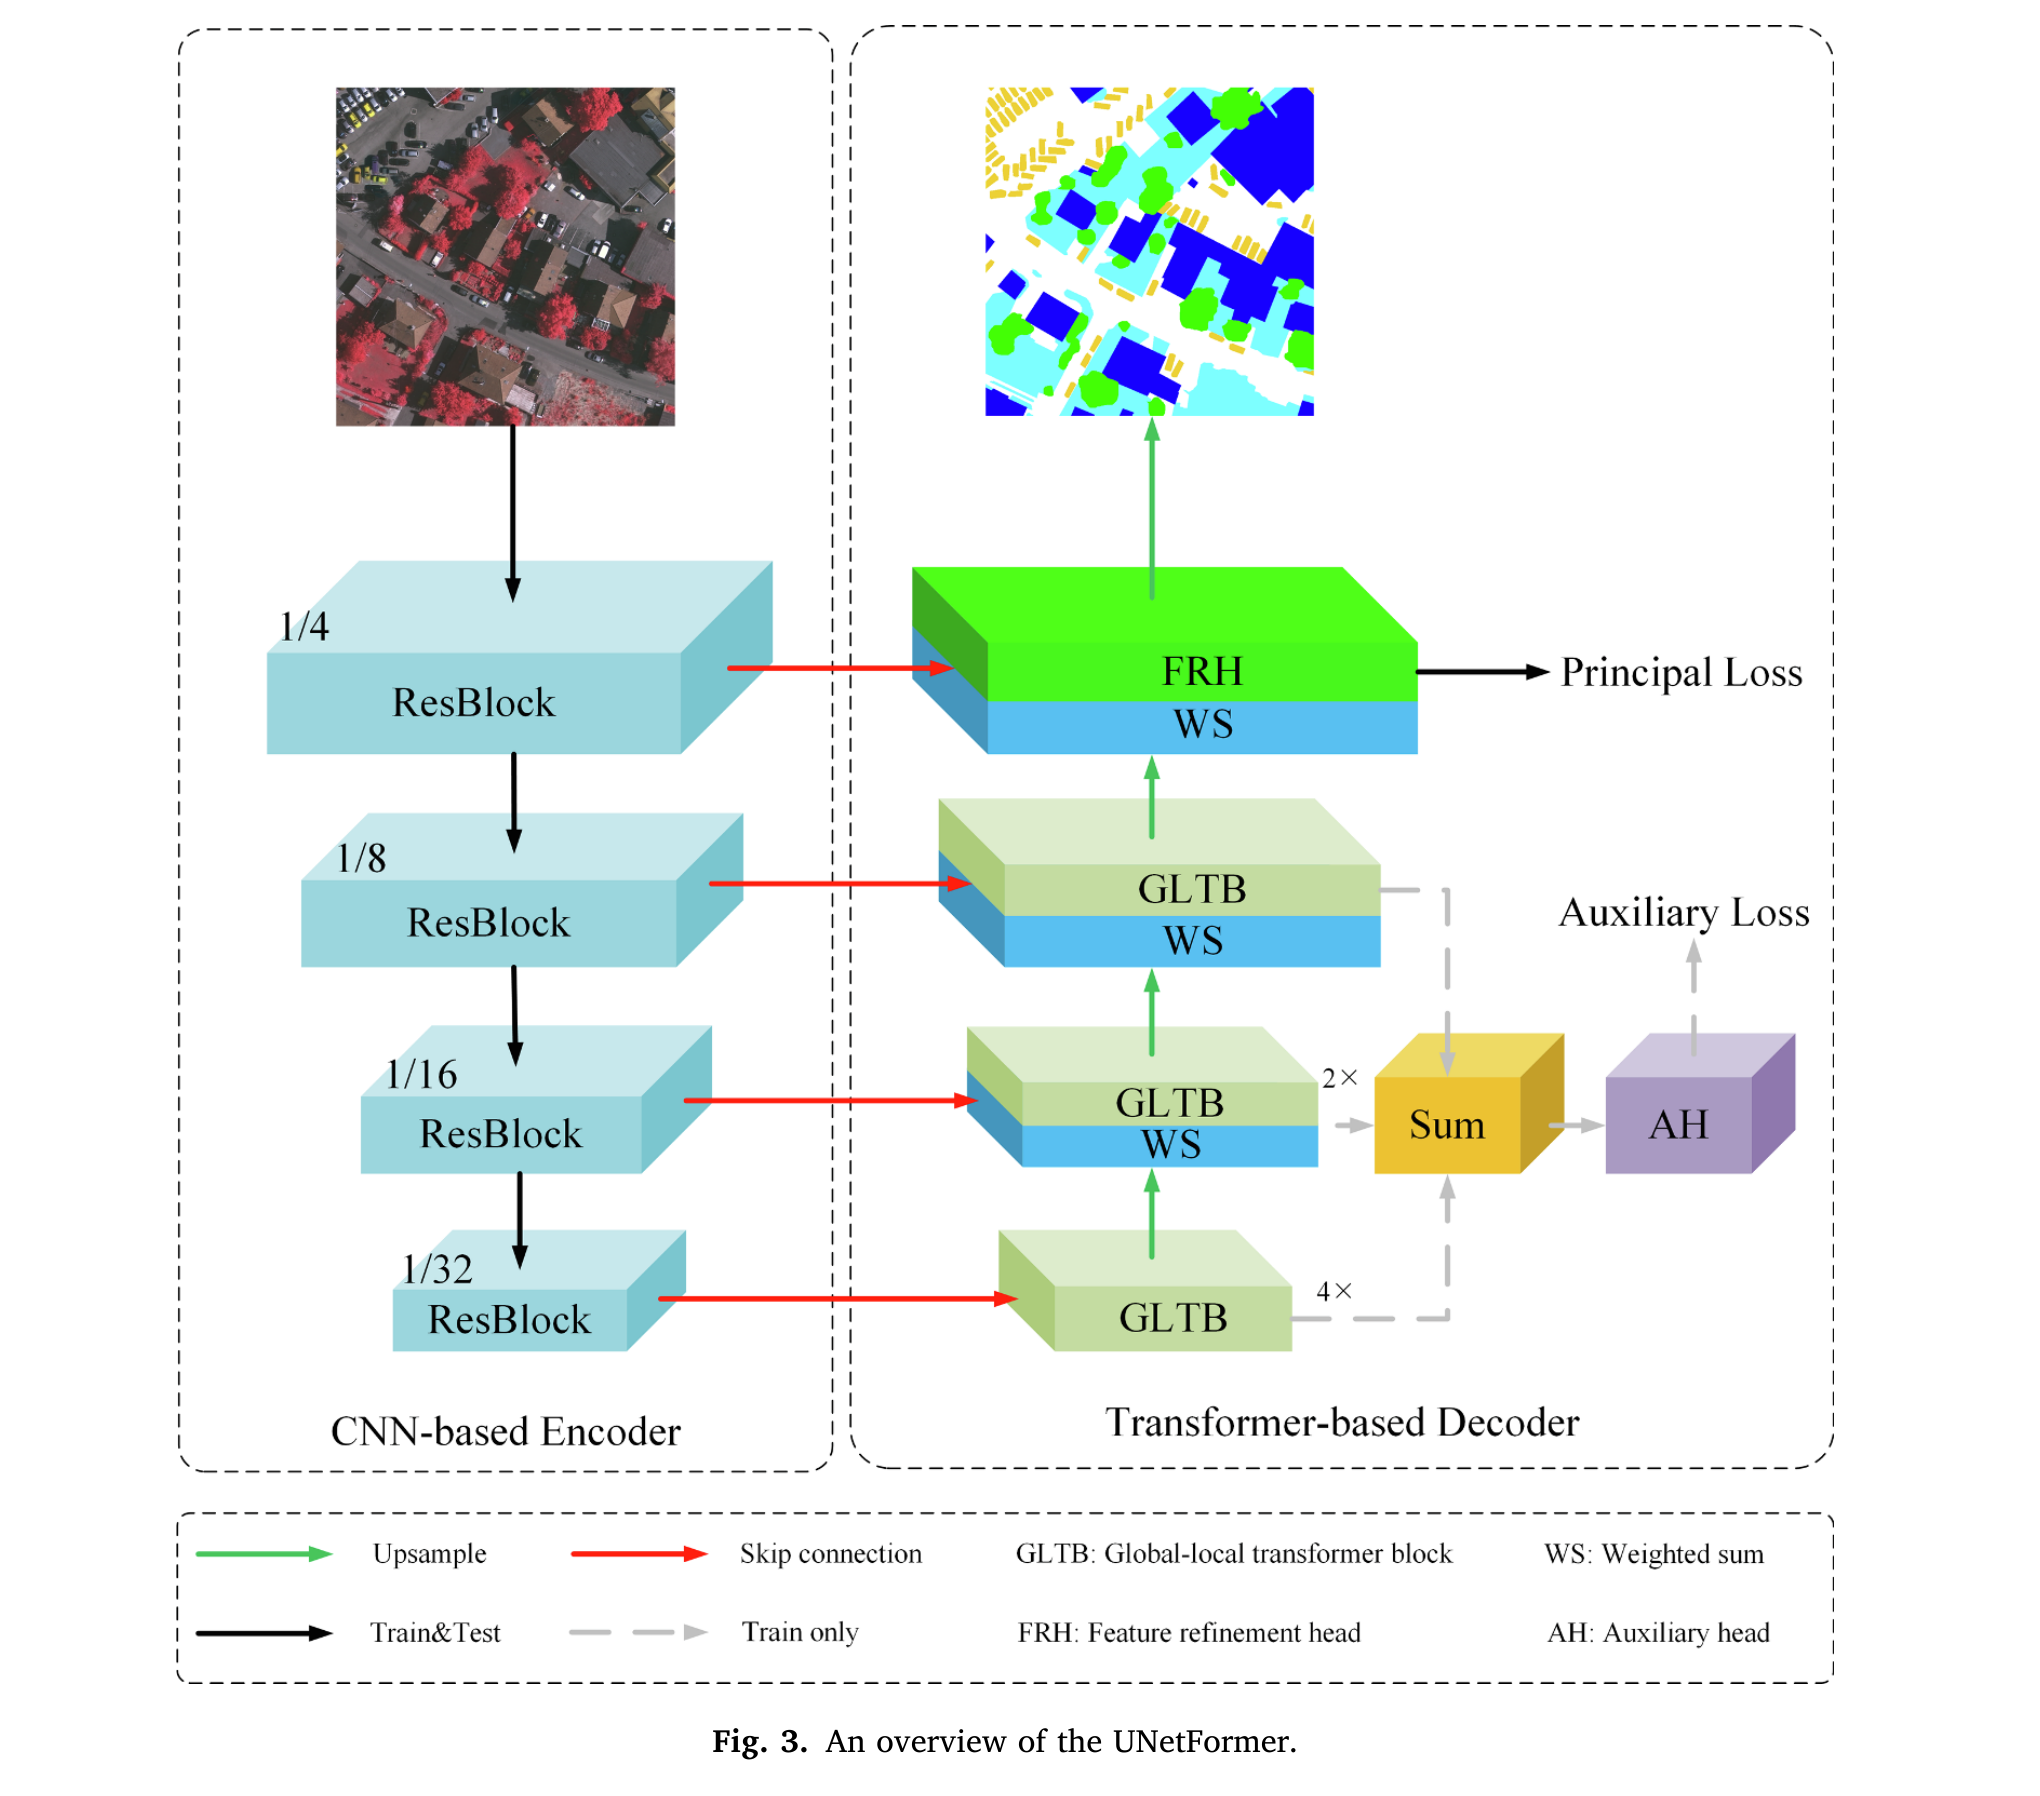 1/4
ResBlock
FRH
WS
Principal Loss
1/8
ResBlock
GLTB
WS
Auxiliary Loss
1/16
ResBlock
GLTB
WS
2×
Sum
AH
1/32
ResBlock
GLTB
4×
CNN-based Encoder
Transformer-based Decoder
Upsample
Skip connection
GLTB: Global-local transformer block
WS: Weighted sum
Train&Test
Train only
FRH: Feature refinement head
AH: Auxiliary head
Fig. 3. An overview of the UNetFormer.